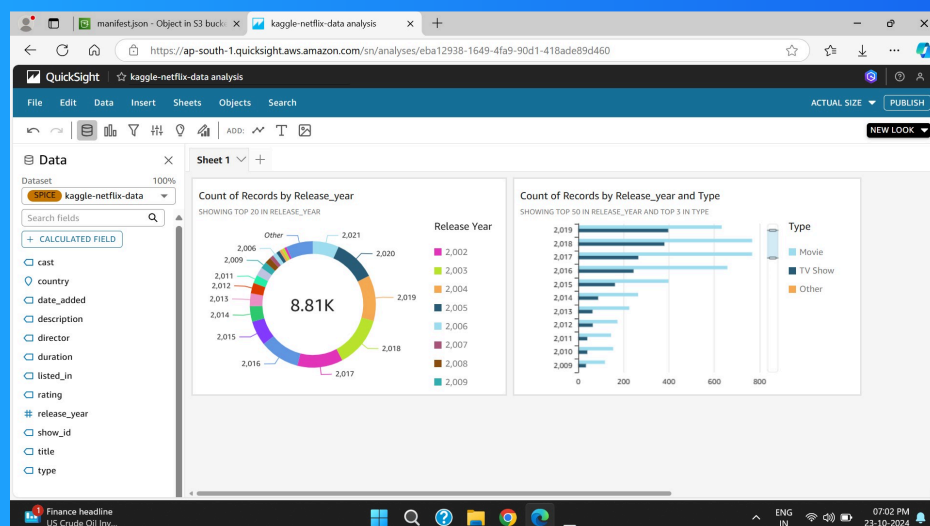 manifest.json - Object in S3 buck
kaggle-netflix-data analysis
https://ap-south-1.quicksight.aws.amazon.com/sn/analyses/eba12938-1649-4fa9-90d1-418ade89d460
QuickSight
kaggle-netflix-data analysis
File Edit Data Insert Sheets Objects Search
ACTUAL SIZE
PUBLISH
ADD:
NEW LOOK
Data
Sheet 1
Dataset
100%
SPICE kaggle-netflix-data
Search fields
+ CALCULATED FIELD
cast
country
date_added
description
director
duration
listed_in
rating
# release_year
show_id
title
type
Count of Records by Release_year
SHOWING TOP 20 IN RELEASE_YEAR
Other
2,021
2,006
2,020
2,009
2,011
2,012
2,013
2,019
2,014
2,015
2,018
2,016
2,017
8.81K
Release Year
2,002
2,003
2,004
2,005
2,006
2,007
2,008
2,009
Count of Records by Release_year and Type
SHOWING TOP 50 IN RELEASE_YEAR AND TOP 3 IN TYPE
2,019
2,018
2,017
2,016
2,015
2,014
2,013
2,012
2,011
2,010
2,009
0 200 400 600 800
Type
Movie
TV Show
Other
1
Finance headline
US Crude Oil Inv...
ENG
IN
07:02 PM
23-10-2024